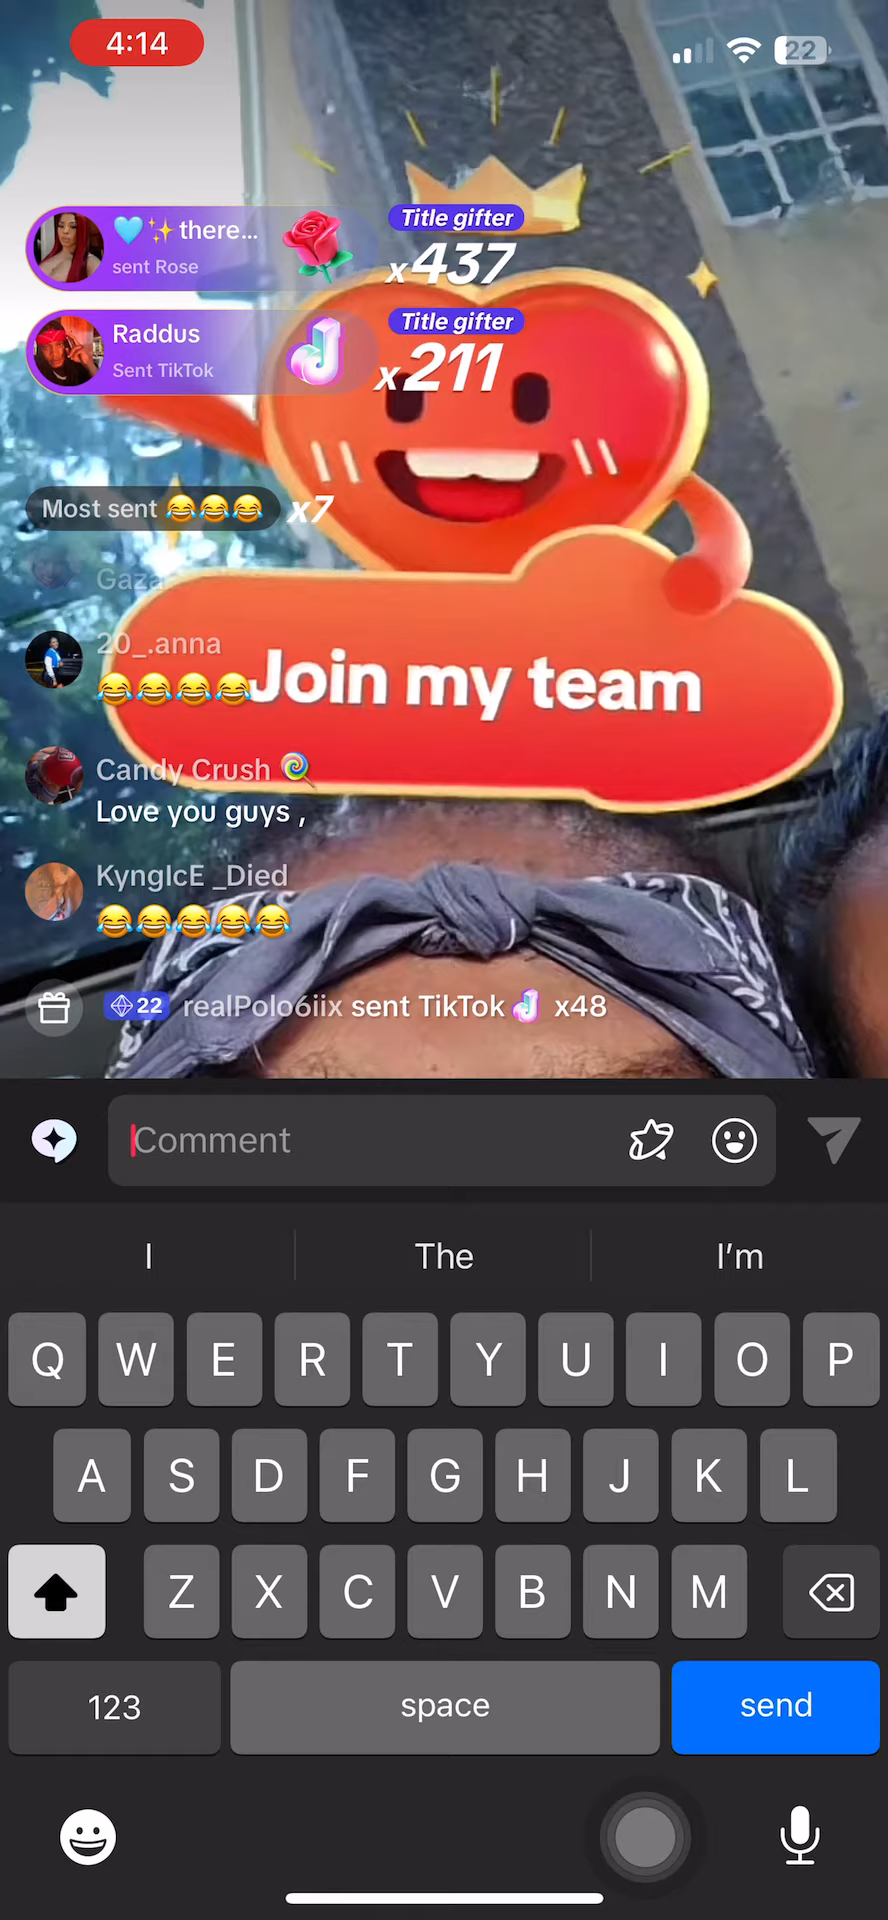 4:14
22
🩵✨there...
sent Rose
Title gifter
x437
Raddus
Sent TikTok
Title gifter
x211
Most sent 😂😂😂 x7
Gaza
20_.anna
😂😂😂😂
Join my team
Candy Crush 🍭
Love you guys ,
KyngIcE _Died
😂😂😂😂😂
22 realPolo6iix sent TikTok x48
Comment
I The I'm
Q W E R T Y U I O P
A S D F G H J K L
Z X C V B N M
123 space send